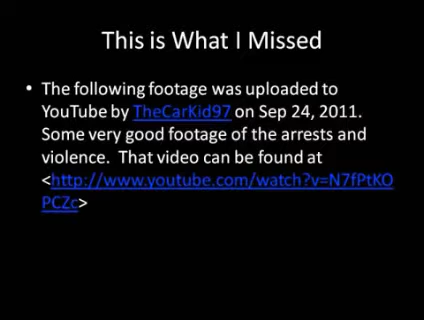 This is What I Missed
• The following footage was uploaded to
YouTube by TheCarKid97 on Sep 24, 2011.
Some very good footage of the arrests and
violence.  That video can be found at
<http://www.youtube.com/watch?v=N7fPtKO
PCZc>